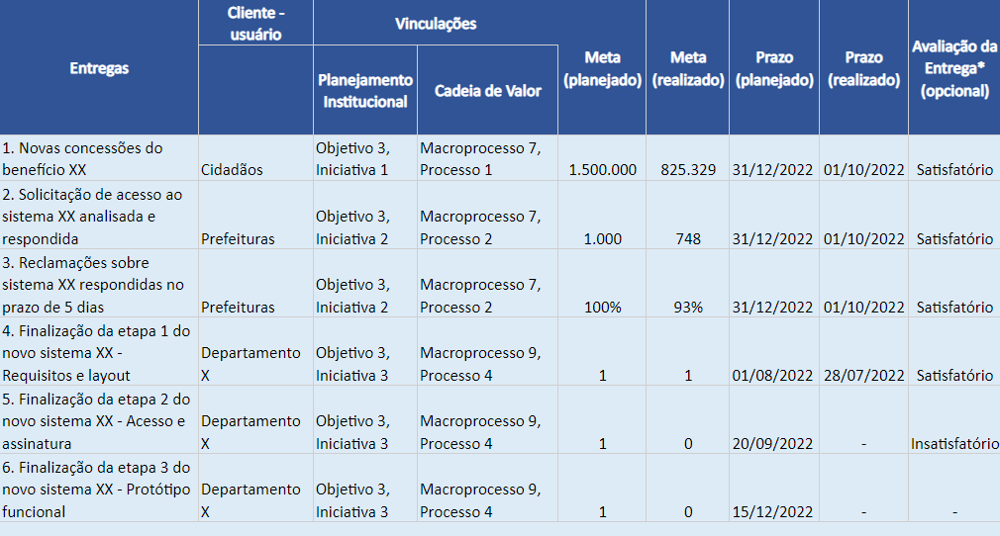 Entregas
Cliente -
usuário
Vinculações
Planejamento
Institucional
Cadeia de Valor
Meta
(planejado)
Meta
(realizado)
Prazo
(planejado)
Prazo
(realizado)
Avaliação da
Entrega*
(opcional)
1. Novas concessões do
benefício XX
Cidadãos
Objetivo 3,
Iniciativa 1
Macroprocesso 7,
Processo 1
1.500.000
825.329
31/12/2022
01/10/2022
Satisfatório
2. Solicitação de acesso ao
sistema XX analisada e
respondida
Prefeituras
Objetivo 3,
Iniciativa 2
Macroprocesso 7,
Processo 2
1.000
748
31/12/2022
01/10/2022
Satisfatório
3. Reclamações sobre
sistema XX respondidas no
prazo de 5 dias
Prefeituras
Objetivo 3,
Iniciativa 2
Macroprocesso 7,
Processo 2
100%
93%
31/12/2022
01/10/2022
Satisfatório
4. Finalização da etapa 1 do
novo sistema XX -
Requisitos e layout
Departamento
X
Objetivo 3,
Iniciativa 3
Macroprocesso 9,
Processo 4
1
1
01/08/2022
28/07/2022
Satisfatório
5. Finalização da etapa 2 do
novo sistema XX - Acesso e
assinatura
Departamento
X
Objetivo 3,
Iniciativa 3
Macroprocesso 9,
Processo 4
1
0
20/09/2022
-
Insatisfatório
6. Finalização da etapa 3 do
novo sistema XX - Protótipo
funcional
Departamento
X
Objetivo 3,
Iniciativa 3
Macroprocesso 9,
Processo 4
1
0
15/12/2022
-
-